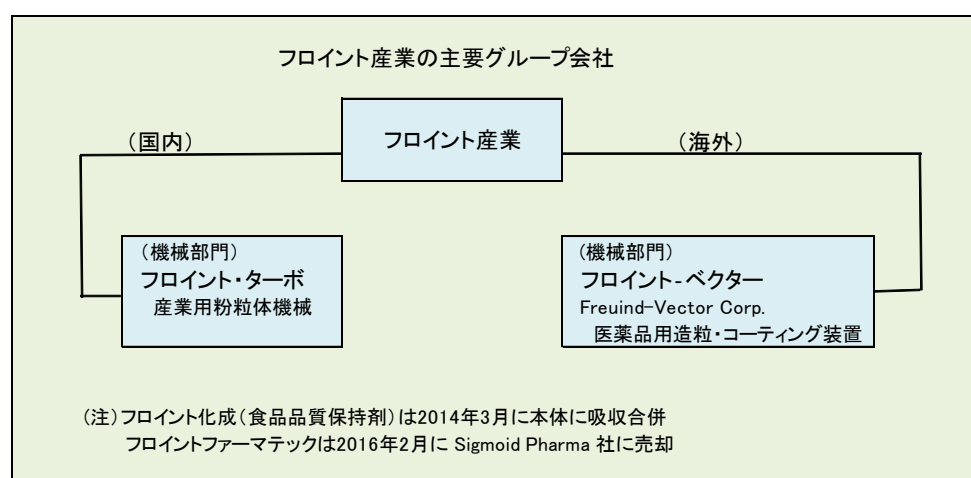 フロイント産業の主要グループ会社
フロイント産業
（国内）
（海外）
（機械部門）
フロイント・ターボ
産業用粉粒体機械
（機械部門）
フロイント-ベクター
Freuind-Vector Corp.
医薬品用造粒・コーティング装置
（注）フロイント化成（食品品質保持剤）は2014年3月に本体に吸収合併
フロイントファーマテックは2016年2月に Sigmoid Pharma 社に売却